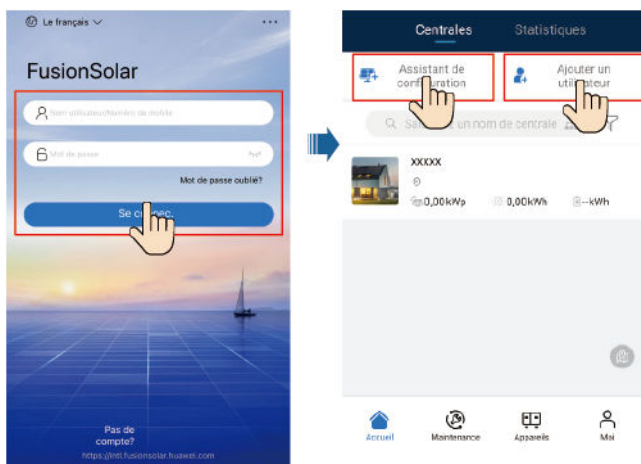 Le français
FusionSolar
Nom utilisateur/Numéro de mobile
Mot de passe
Mot de passe oublié?
Se connec.
Pas de
compte?
https://intl.fusionsolar.huawei.com
Centrales
Statistiques
Assistant de
configuration
Ajouter un
utilisateur
un nom de centrale
XXXXX
0,00kWp
0,00kWh
--kWh
Accueil
Maintenance
Appareils
Moi